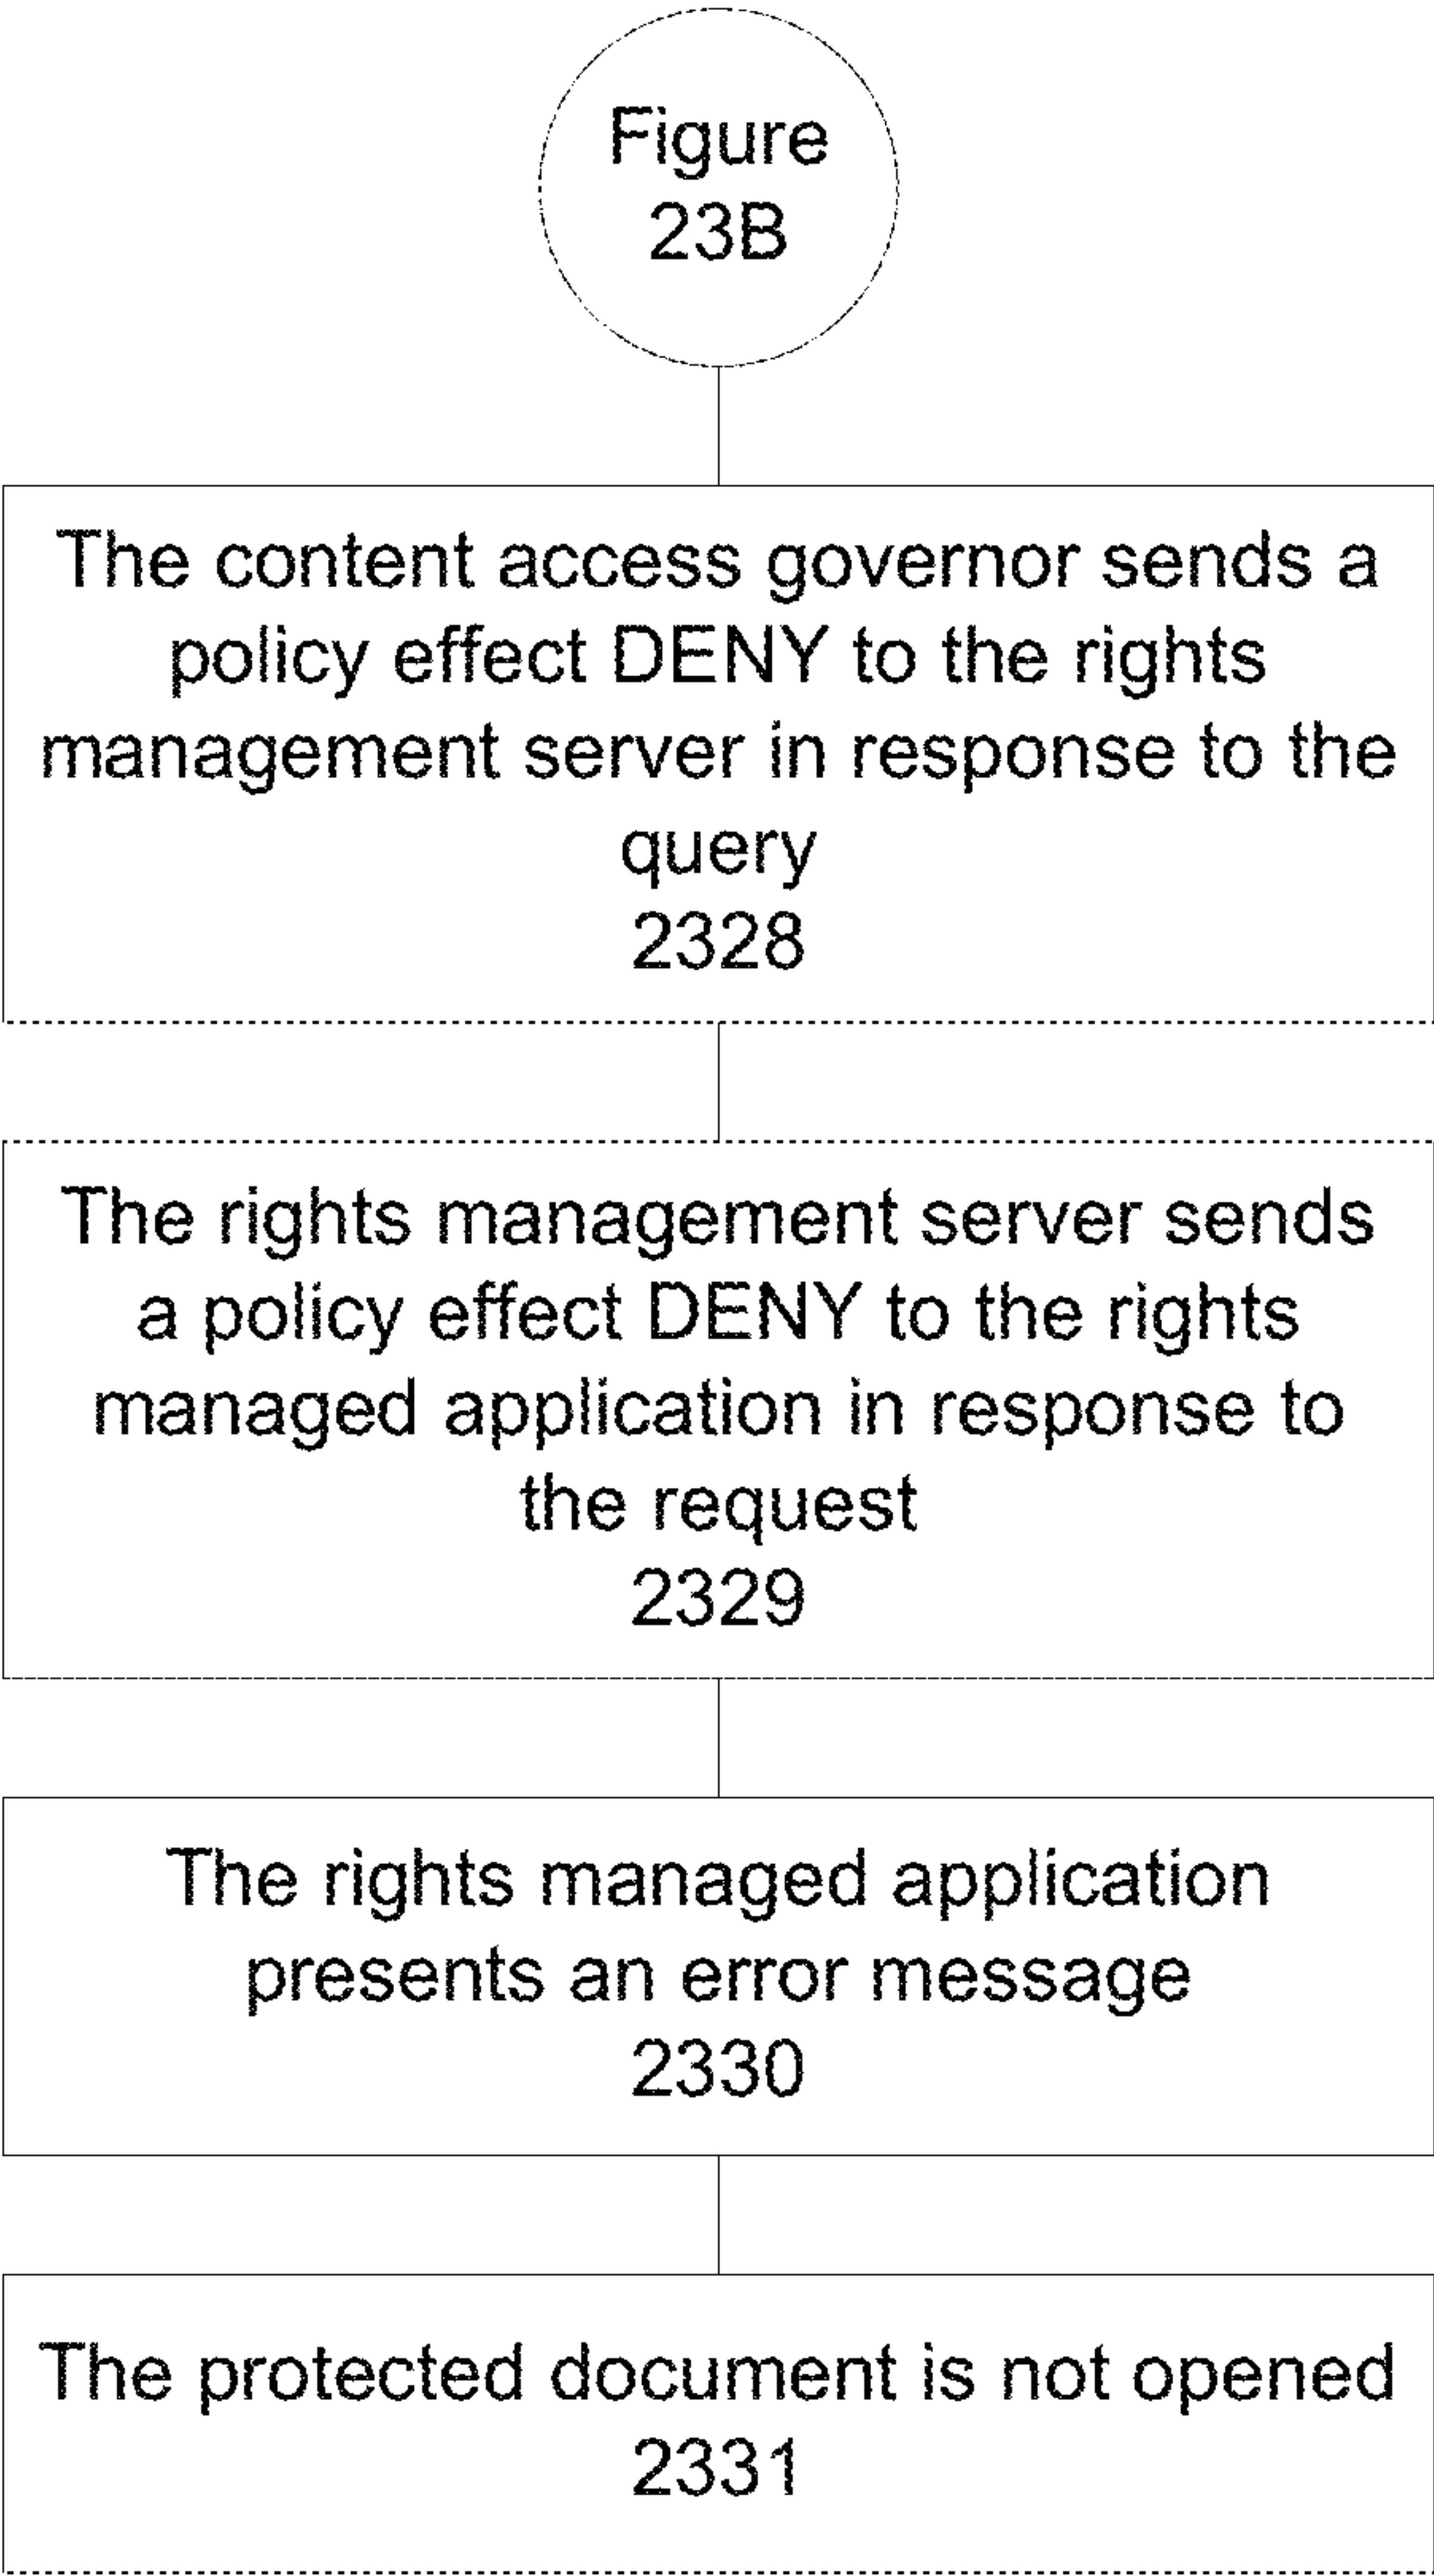 Figure
23B
The content access governor sends a
policy effect DENY to the rights
management server in response to the
query
2328
The rights management server sends
a policy effect DENY to the rights
managed application in response to
the request
2329
The rights managed application
presents an error message
2330
The protected document is not opened
2331